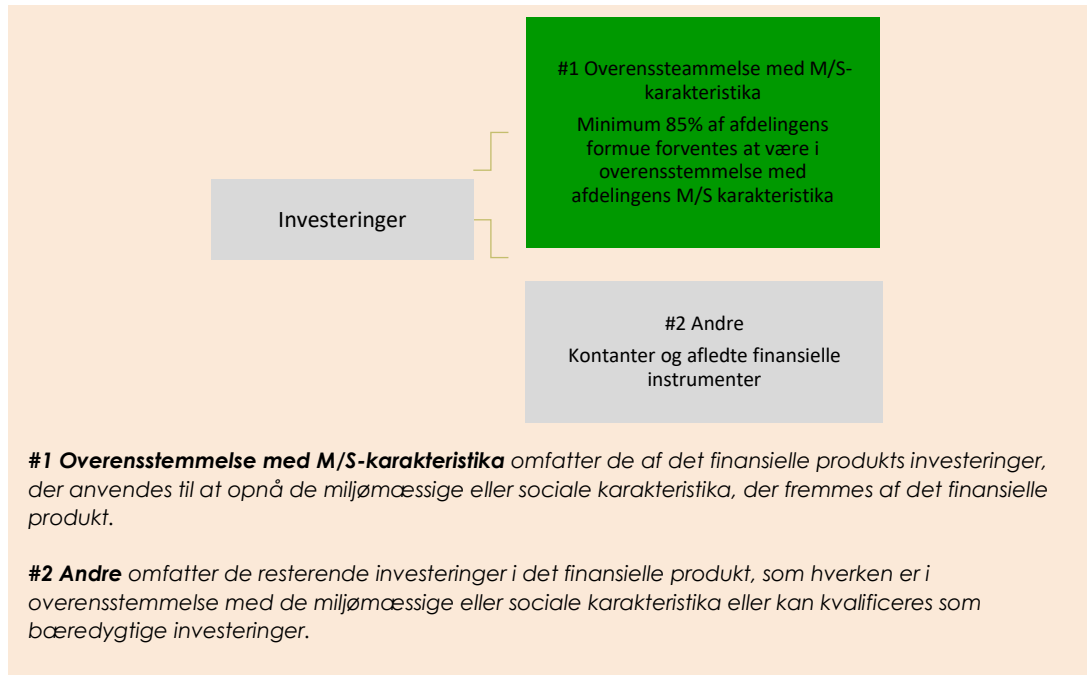 #1 Overenssteammelse med M/S-
karakteristika
Minimum 85% af afdelingens
formue forventes at være i
overensstemmelse med
afdelingens M/S karakteristika
Investeringer
#2 Andre
Kontanter og afledte finansielle
instrumenter
#1 Overensstemmelse med M/S-karakteristika omfatter de af det finansielle produkts investeringer,
der anvendes til at opnå de miljømæssige eller sociale karakteristika, der fremmes af det finansielle
produkt.
#2 Andre omfatter de resterende investeringer i det finansielle produkt, som hverken er i
overensstemmelse med de miljømæssige eller sociale karakteristika eller kan kvalificeres som
bæredygtige investeringer.